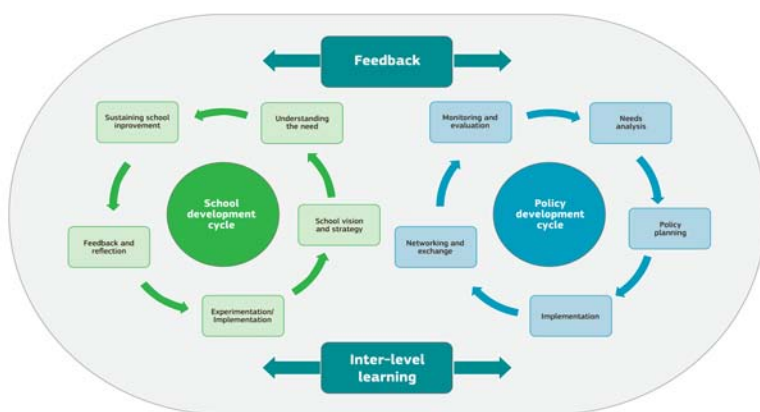 Feedback
Sustaining school
inprovement
Understanding
the need
Monitoring and
evaluation
Needs
analysis
School
development
cycle
Policy
development
cycle
School vision
and strategy
Policy
planning
Feedback and
reflection
Networking and
exchange
Experimentation/
Implementation
Implementation
Inter-level
learning